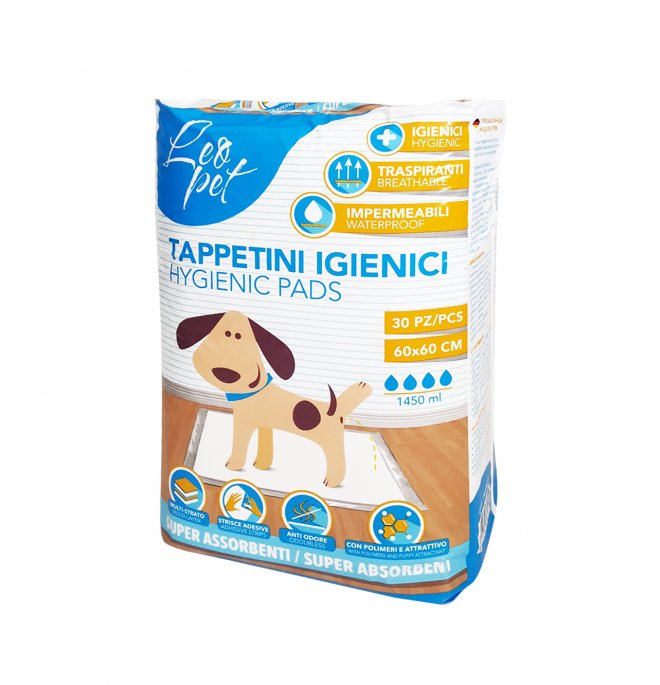 Leo
pet
IGIENICI
HYGIENIC
TRASPIRANTI
BREATHABLE
IMPERMEABILI
WATERPROOF
TAPPETINI IGIENICI
HYGIENIC PADS
30 PZ/PCS
60x60 CM
1450 ml
MULTI-STRATO
MULTI-LAYER
STRISCE ADESIVE
ADHESIVE STRIPS
ANTI ODORE
ODOURLESS
CON POLIMERI E ATTRATTIVO
WITH POLYMERS AND PUPPY ATTRACTANT
SUPER ASSORBENTI / SUPER ABSORBENT